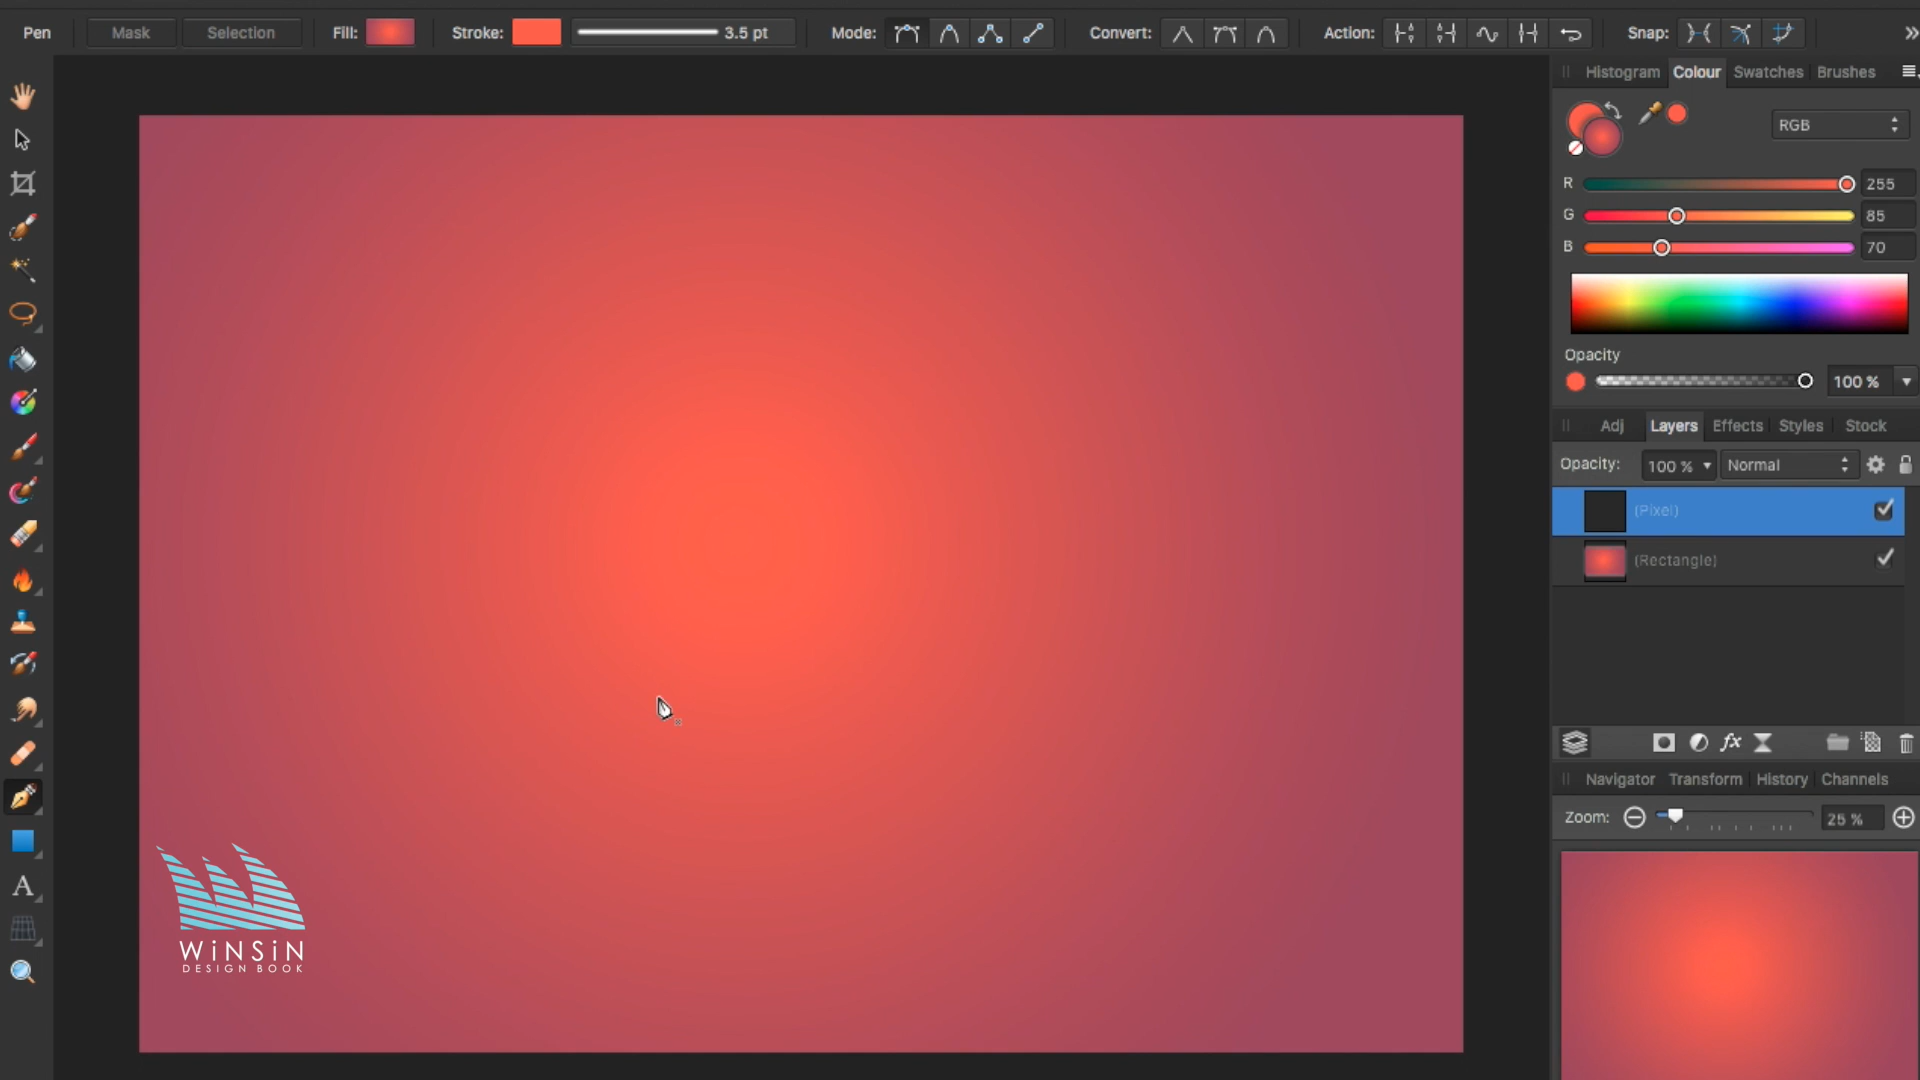 Pen Mask Selection Fill: Stroke: 3.5 pt Mode: Convert: Action: Snap:
Histogram Colour Swatches Brushes
RGB
R 255
G 85
B 70
Opacity
100 %
Adj Layers Effects Styles Stock
Opacity: 100 % Normal
(Pixel)
(Rectangle)
fx
Navigator Transform History Channels
Zoom: 25 %
A
WiNSiN
DESIGN BOOK